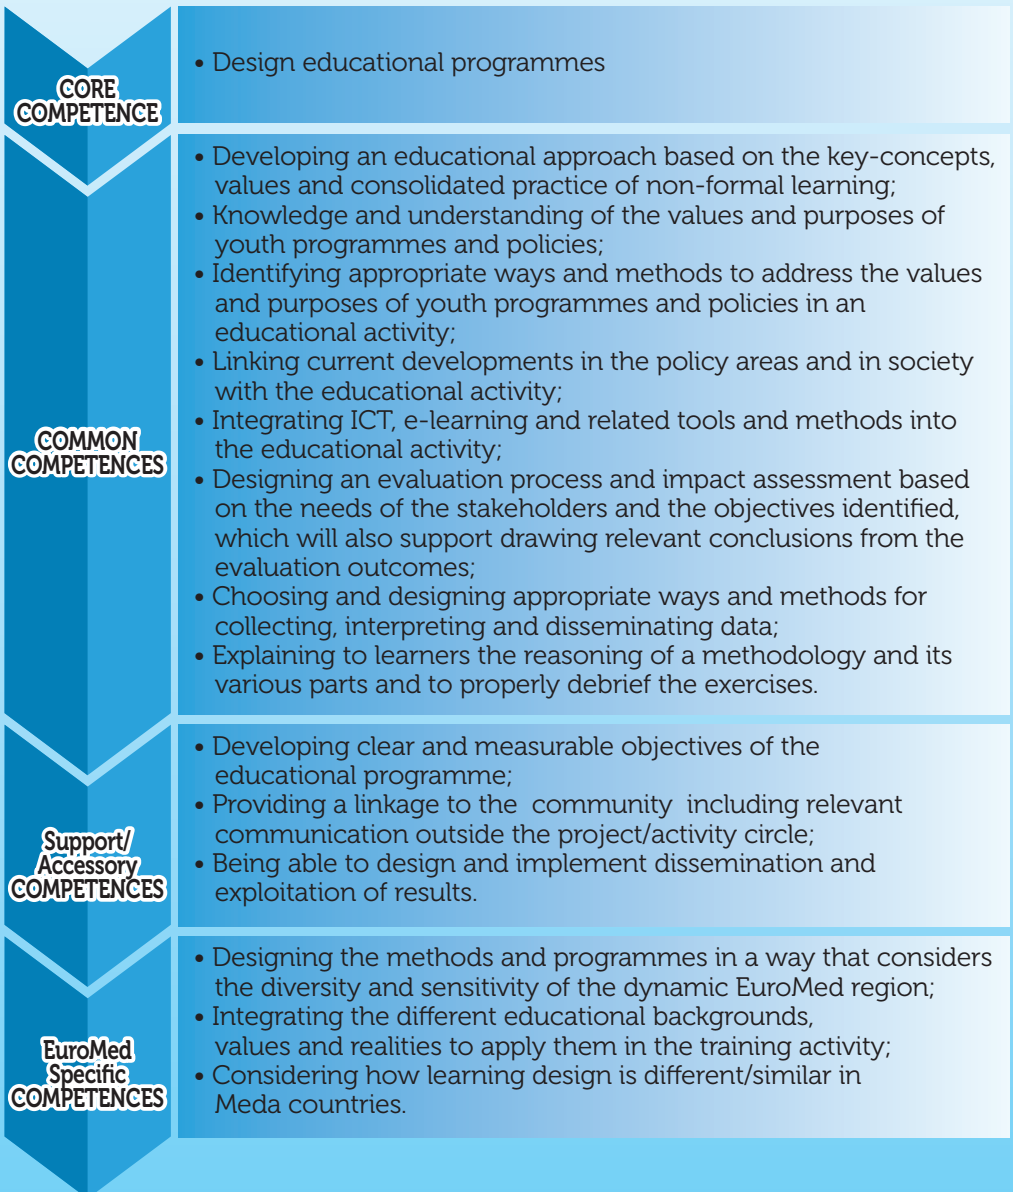 CORE
COMPETENCE
• Design educational programmes
COMMON
COMPETENCES
• Developing an educational approach based on the key-concepts,
values and consolidated practice of non-formal learning;
• Knowledge and understanding of the values and purposes of
youth programmes and policies;
• Identifying appropriate ways and methods to address the values
and purposes of youth programmes and policies in an
educational activity;
• Linking current developments in the policy areas and in society
with the educational activity;
• Integrating ICT, e-learning and related tools and methods into
the educational activity;
• Designing an evaluation process and impact assessment based
on the needs of the stakeholders and the objectives identified,
which will also support drawing relevant conclusions from the
evaluation outcomes;
• Choosing and designing appropriate ways and methods for
collecting, interpreting and disseminating data;
• Explaining to learners the reasoning of a methodology and its
various parts and to properly debrief the exercises.
Support/
Accessory
COMPETENCES
• Developing clear and measurable objectives of the
educational programme;
• Providing a linkage to the community including relevant
communication outside the project/activity circle;
• Being able to design and implement dissemination and
exploitation of results.
EuroMed
Specific
COMPETENCES
• Designing the methods and programmes in a way that considers
the diversity and sensitivity of the dynamic EuroMed region;
• Integrating the different educational backgrounds,
values and realities to apply them in the training activity;
• Considering how learning design is different/similar in
Meda countries.